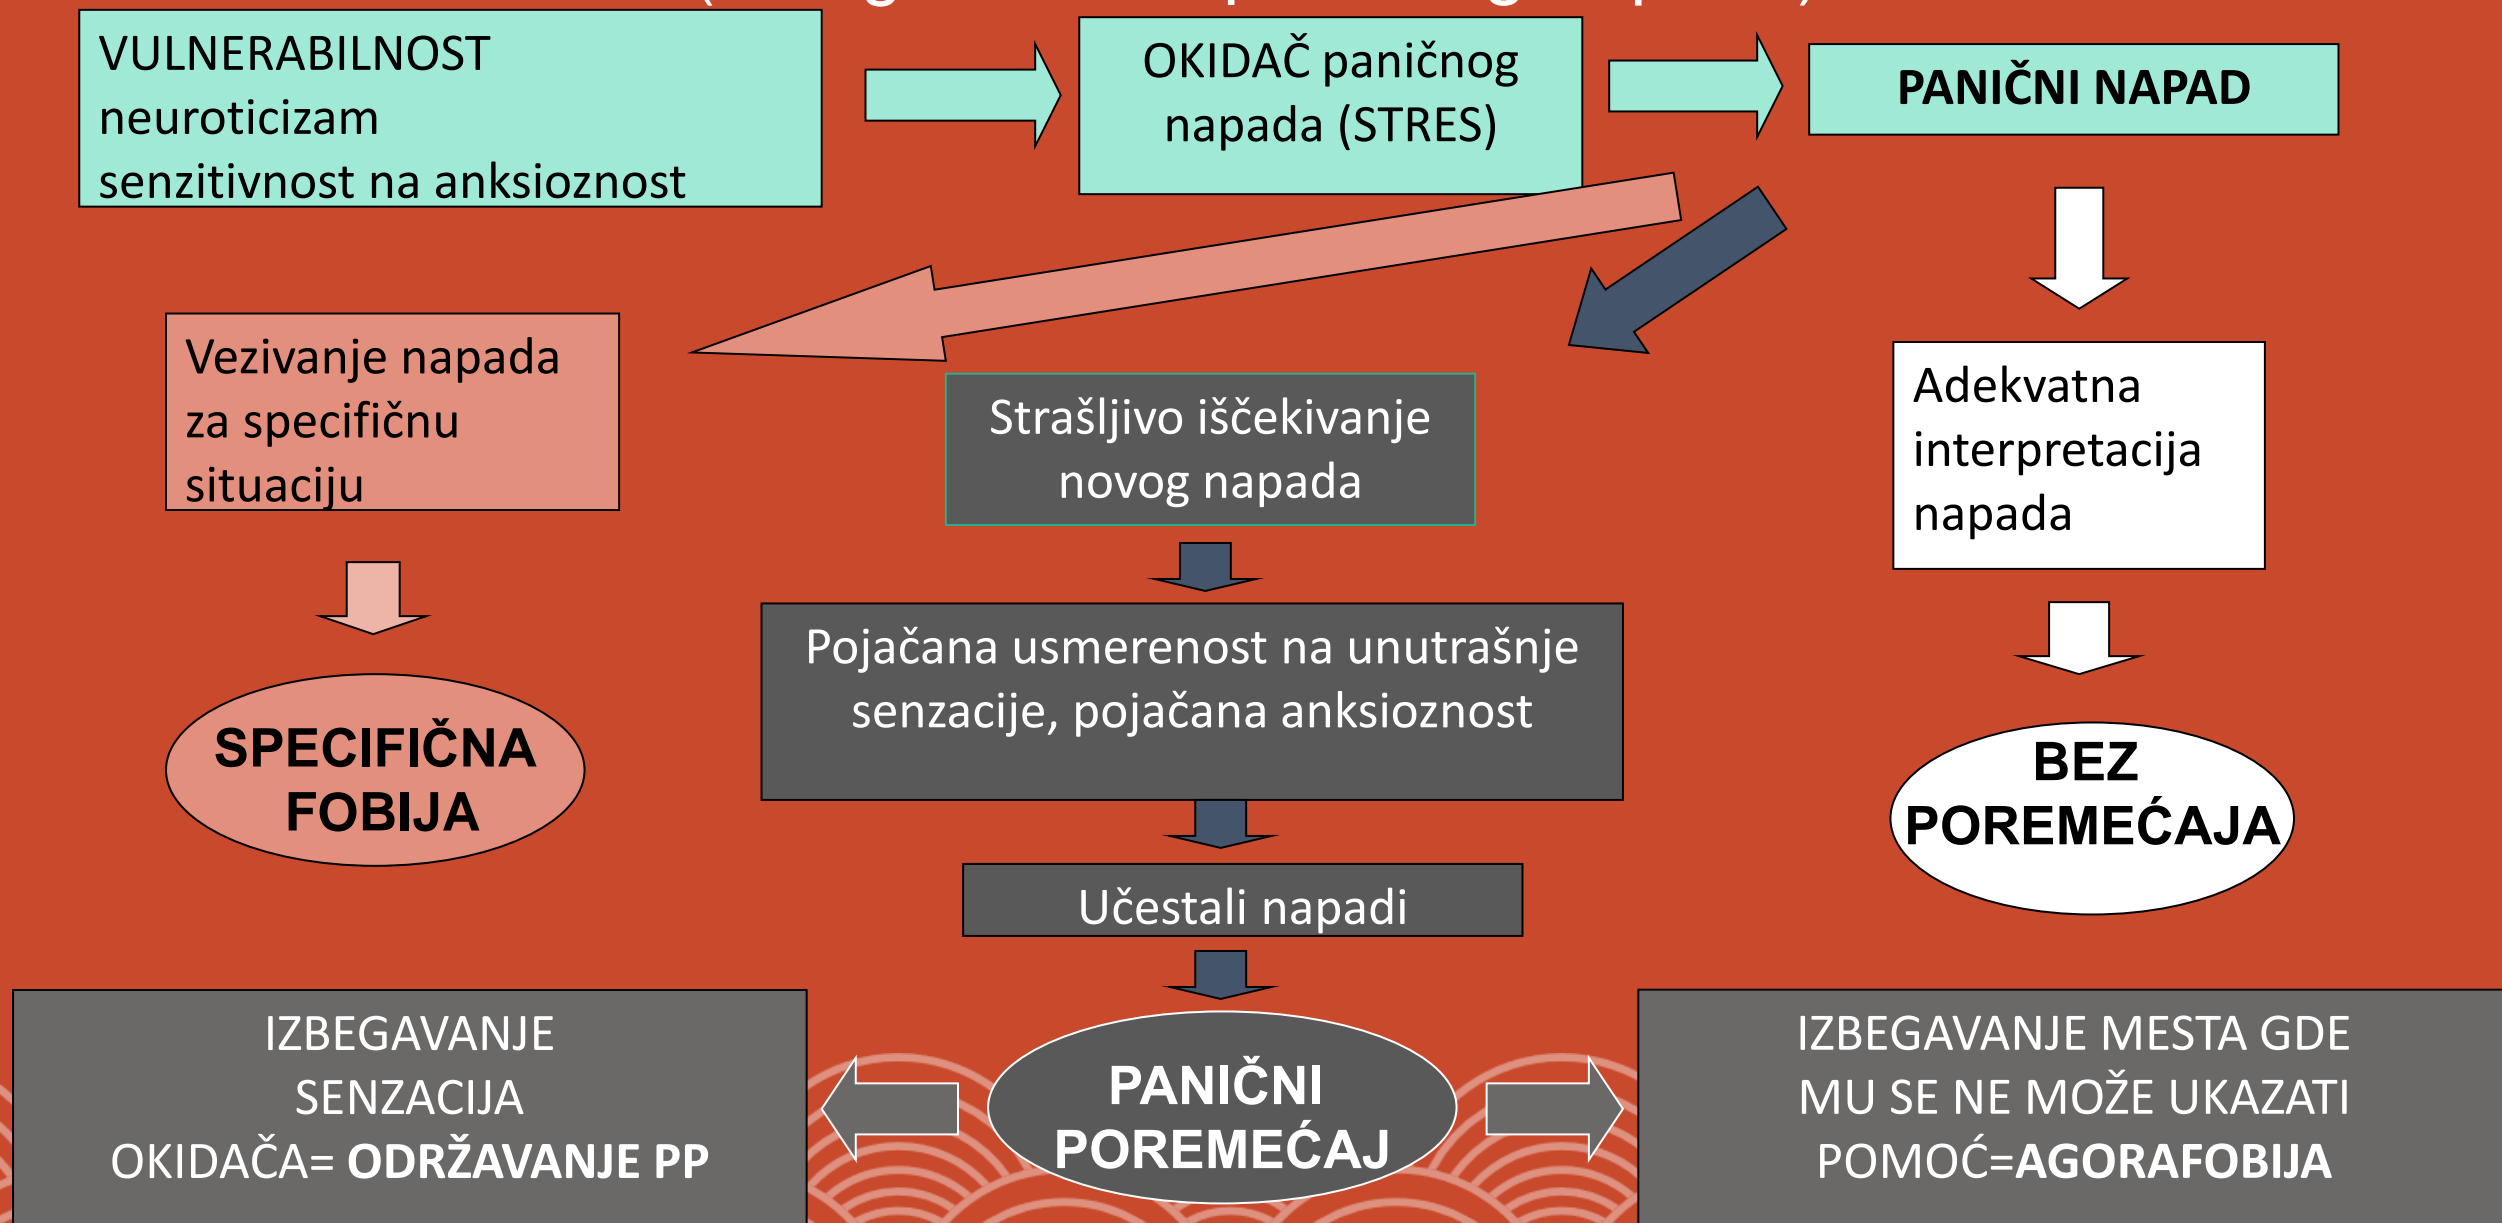 VULNERABILNOST
neuroticizam
senzitivnost na anksioznost
OKIDAČ paničnog
napada (STRES)
PANIČNI NAPAD
Vezzivanje napada
za specifičnu
situaciju
Strašljivo iščekivanje
novog napada
Adekvatna
interpretacija
napada
Pojačana usmerenost na unutrašnje
senzacije, pojačana anksioznost
SPECIFIČNA
FOBIJA
BEZ
POREMEĆAJA
Učestali napadi
IZBEGAVANJE
SENZACIJA
OKIDAČA= ODRŽAVANJE PP
PANIČNI
POREMEĆAJ
IZBEGAVANJE MESTA GDE
MU SE NE MOŽE UKAZATI
POMOĆ=AGORAFOBIJA